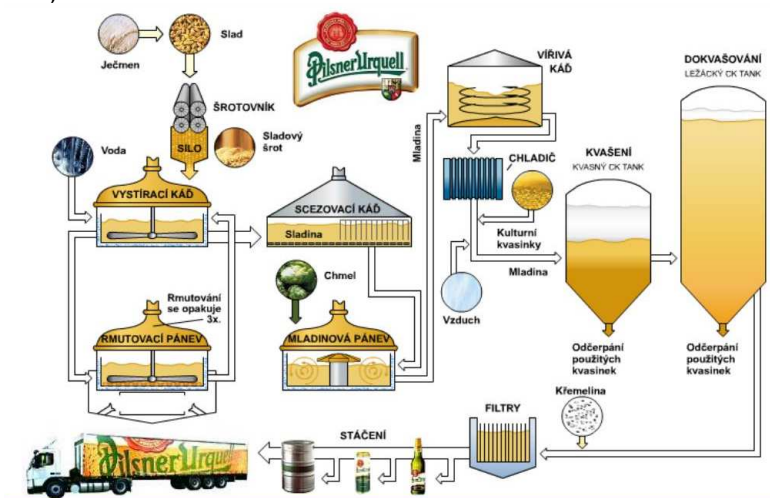 Ječmen
Slad
ŠROTOVNÍK
SILO
Sladový
šrot
Voda
VYSTÍRACÍ KÁĎ
Rmutování
se opakuje
3x.
RMUTOVACÍ PÁNEV
Pilsner Urquell
SCEZOVACÍ KÁĎ
Sladina
Chmel
MLADINOVÁ PÁNEV
Mladina
VÍŘIVÁ
KÁĎ
CHLADIČ
Kulturní
kvasinky
Mladina
Vzduch
KVAŠENÍ
KVASNÝ CK TANK
Odčerpání
použitých
kvasinek
DOKVAŠOVÁNÍ
LEŽÁCKÝ CK TANK
Odčerpání
použitých
kvasinek
Křemelina
FILTRY
STÁČENÍ
Pilsner Urquell